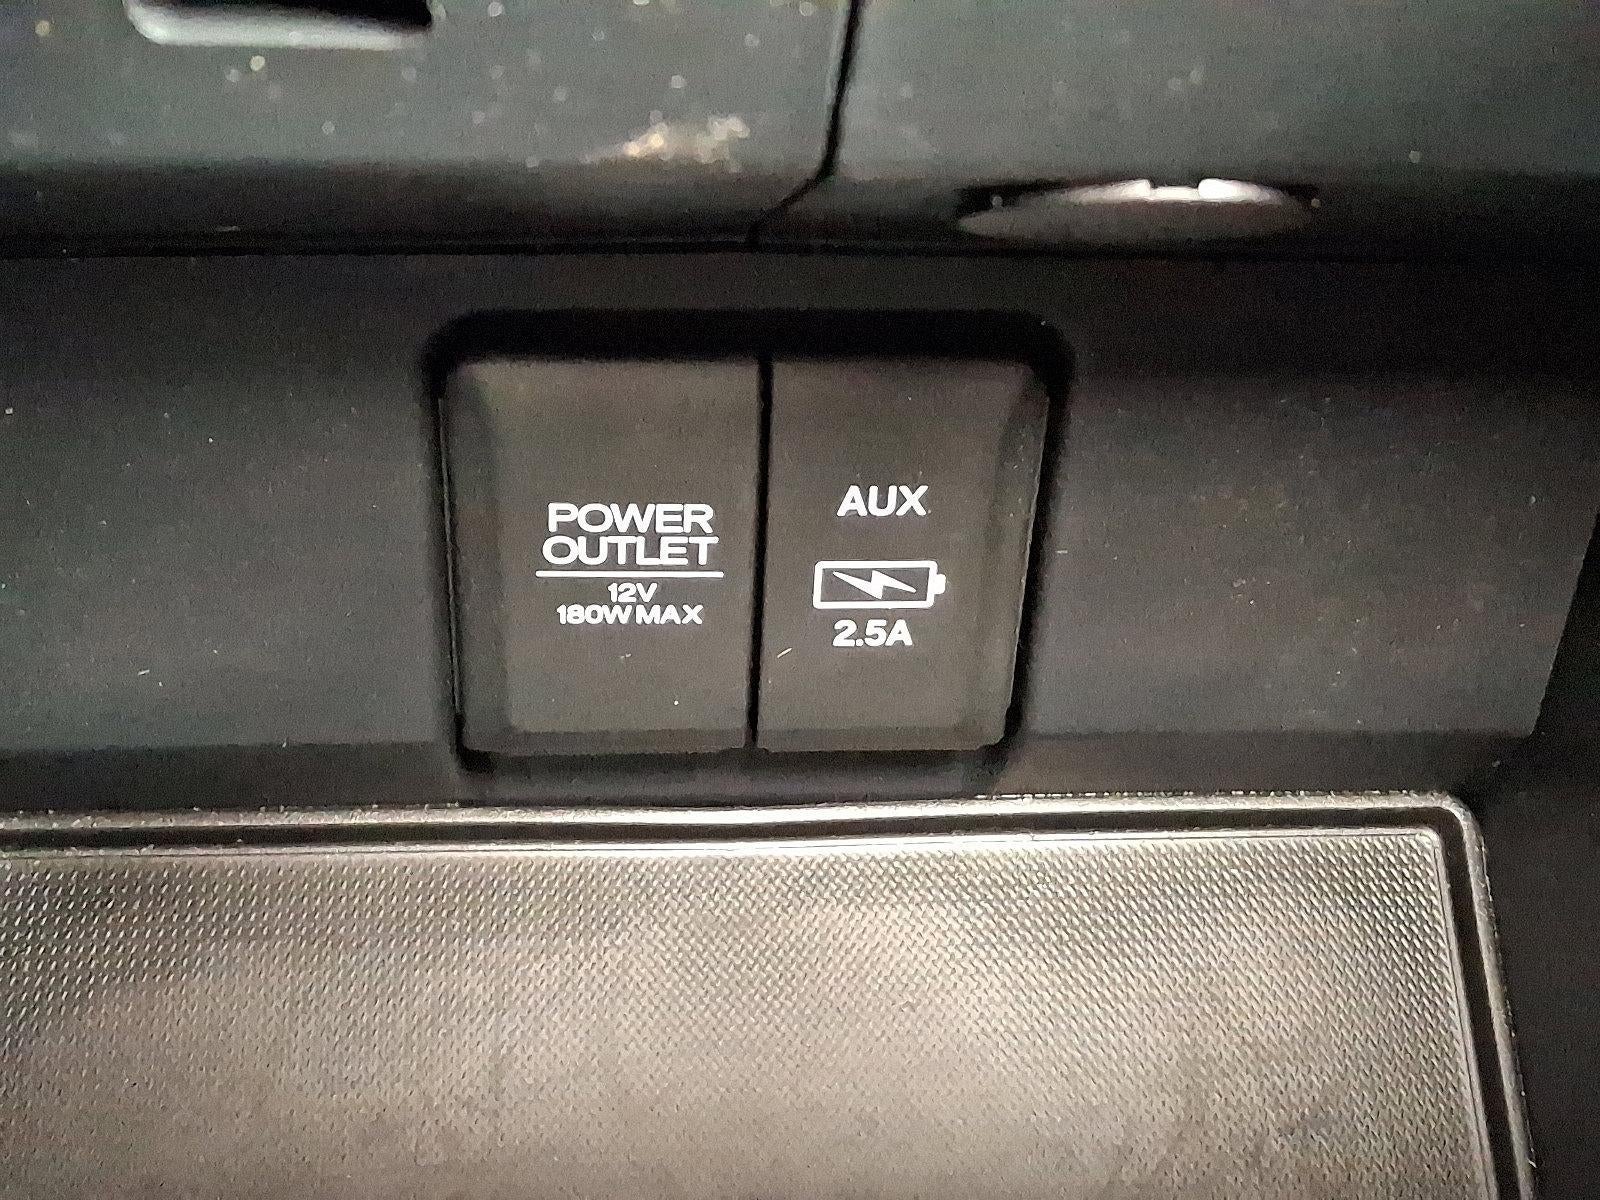 POWER
OUTLET
12V
180W MAX
AUX
2.5A